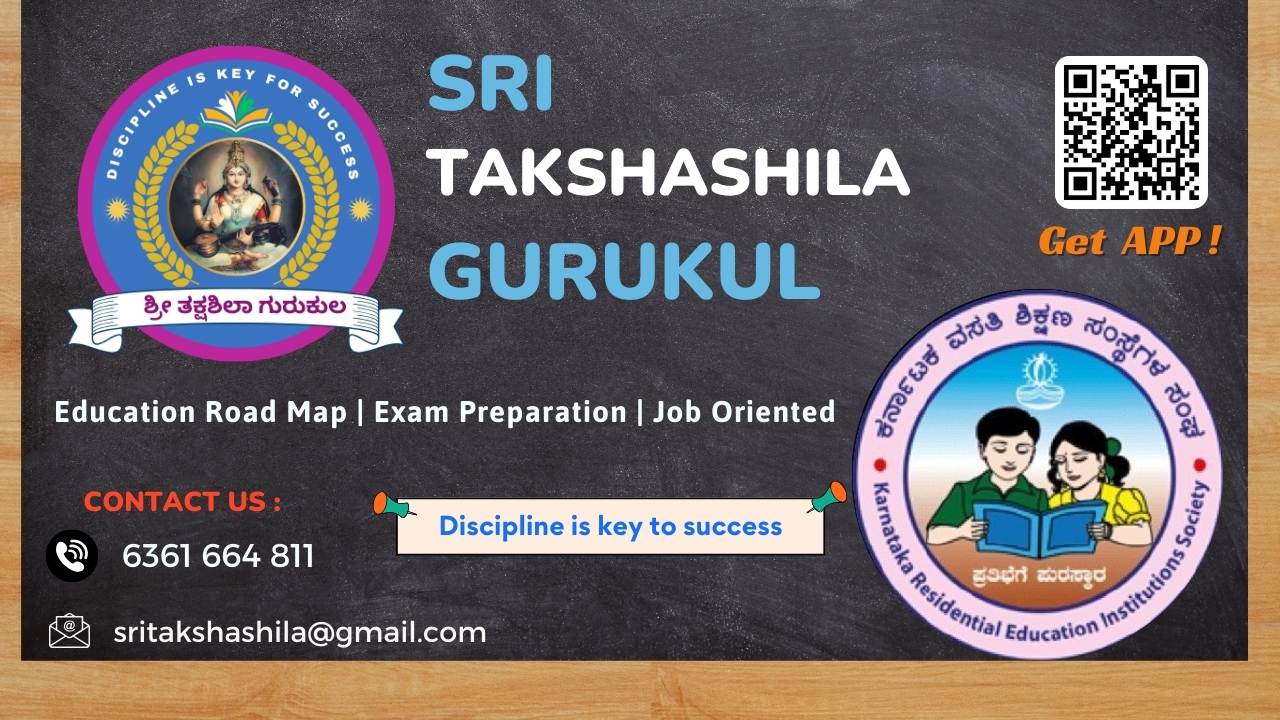 DISCIPLINE IS KEY FOR SUCCESS
ಶ್ರೀ ತಕ್ಷಶಿಲಾ ಗುರುಕುಲ
SRI
TAKSHASHILA
GURUKUL
Get APP !
Education Road Map | Exam Preparation | Job Oriented
CONTACT US :
6361 664 811
sritakshashila@gmail.com
Discipline is key to success
ಕರ್ನಾಟಕ ವಸತಿ ಶಿಕ್ಷಣ ಸಂಸ್ಥೆಗಳ ಸಂಘ
ಪ್ರತಿಭೆಗೆ ಪುರಸ್ಕಾರ
Karnataka Residential Education Institutions Society